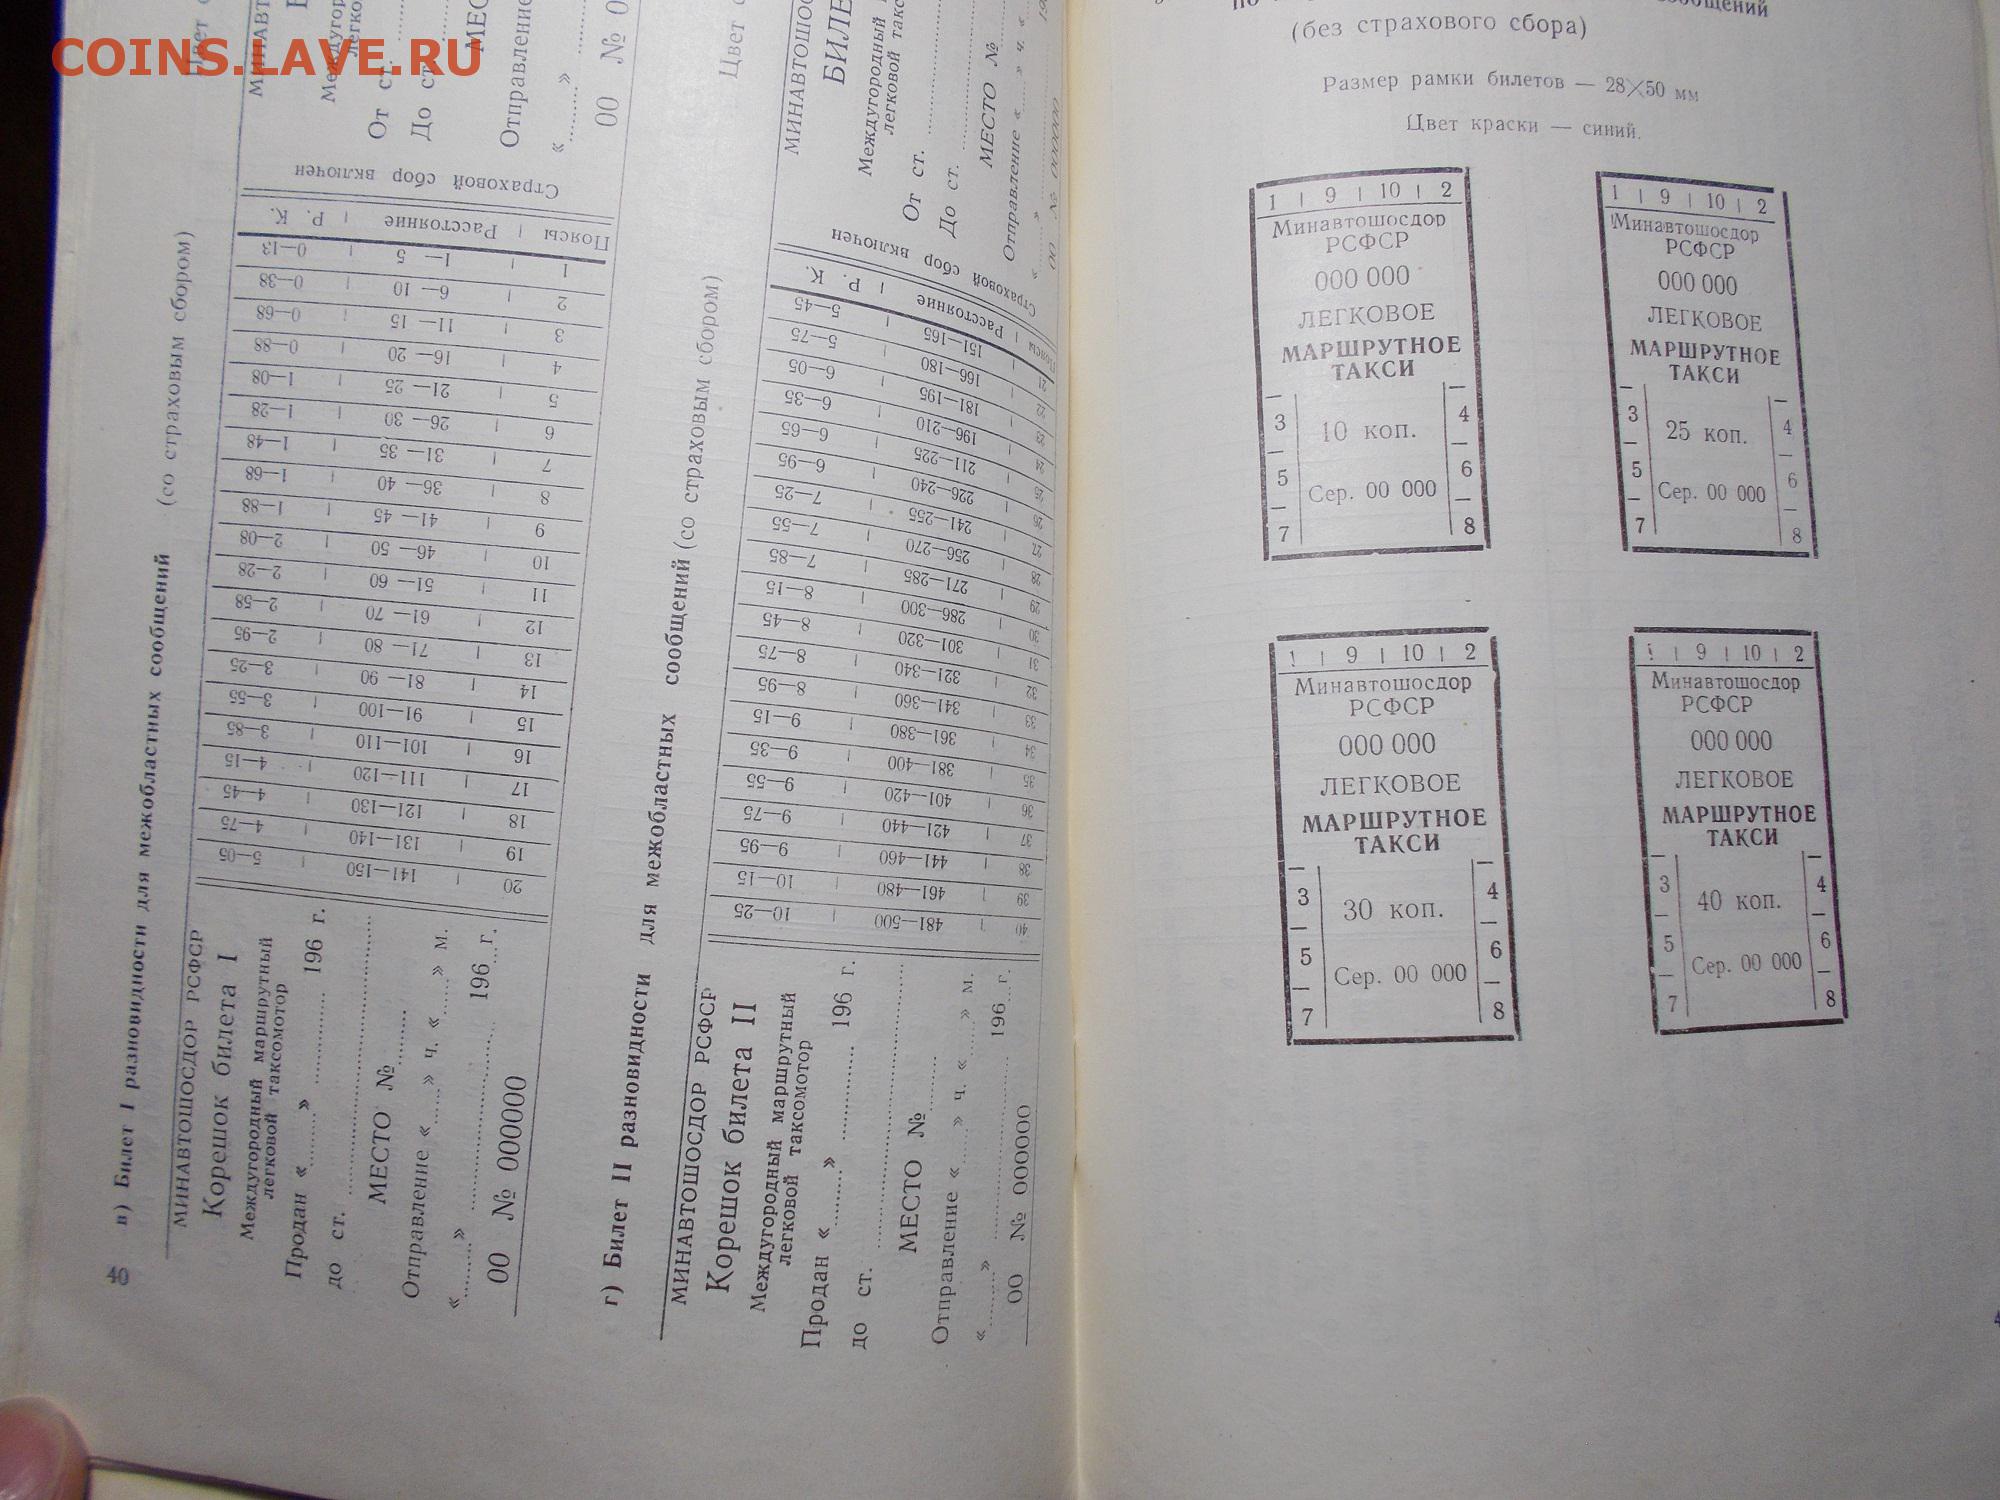 COINS.LAVE.RU
40
в) Билет I разновидности для межобластных сообщений (со страховым сбором)
МИНАВТОШОСДОР РСФСР
Корешок билета I
Междугородный маршрутный
легковой таксомотор
Продан «........» .............. 196 г.
до ст. ..............................
МЕСТО № ..........
Отправление «......» ч. «......» м.
«.........» ........................ 196...г.
00 № 000000
Поясы | Расстояние | Р. К.
1 | 1— 5 | 0—13
2 | 6— 10 | 0—38
3 | 11— 15 | 0—68
4 | 16— 20 | 0—88
5 | 21— 25 | 1—08
6 | 26— 30 | 1—28
7 | 31— 35 | 1—48
8 | 36— 40 | 1—68
9 | 41— 45 | 1—88
10 | 46— 50 | 2—08
11 | 51— 60 | 2—28
12 | 61— 70 | 2—58
13 | 71— 80 | 2—95
14 | 81— 90 | 3—25
15 | 91—100 | 3—55
16 | 101—110 | 3—85
17 | 111—120 | 4—15
18 | 121—130 | 4—45
19 | 131—140 | 4—75
20 | 141—150 | 5—05
Страховой сбор включен
От ст.
До ст.
Отправление
00 № 0
г) Билет II разновидности для межобластных сообщений (со страховым сбором)
Цвет
МИНАВТОШОСДОР РСФСР
Корешок билета II
Междугородный маршрутный
легковой таксомотор
Продан «........» .............. 196 г.
до ст. ..............................
МЕСТО № ..........
Отправление «......» ч. «......» м.
«.........» ........................ 196...г.
00 № 000000
Поясы | Расстояние | Р. К.
21 | 151—165 | 5—45
22 | 166—180 | 5—75
23 | 181—195 | 6—05
24 | 196—210 | 6—35
25 | 211—225 | 6—65
26 | 226—240 | 6—95
27 | 241—255 | 7—25
28 | 256—270 | 7—55
29 | 271—285 | 7—85
30 | 286—300 | 8—15
31 | 301—320 | 8—45
32 | 321—340 | 8—75
33 | 341—360 | 8—95
34 | 361—380 | 9—15
35 | 381—400 | 9—35
36 | 401—420 | 9—55
37 | 421—440 | 9—75
38 | 441—460 | 9—95
39 | 461—480 | 10—15
40 | 481—500 | 10—25
Страховой сбор включен
Междугородный
От ст.
До ст.
МЕСТО №
Отправление «......» ч. «
«.........»
00 № 000000
(без страхового сбора)
Размер рамки билетов — 28×50 мм
Цвет краски — синий.
1 | 9 | 10 | 2
Минавтошосдор
РСФСР
000 000
ЛЕГКОВОЕ
МАРШРУТНОЕ
ТАКСИ
3 10 коп. 4
5 Сер. 00 000 6
7 8
1 | 9 | 10 | 2
Минавтошосдор
РСФСР
000 000
ЛЕГКОВОЕ
МАРШРУТНОЕ
ТАКСИ
3 25 коп. 4
5 Сер. 00 000 6
7 8
1 | 9 | 10 | 2
Минавтошосдор
РСФСР
000 000
ЛЕГКОВОЕ
МАРШРУТНОЕ
ТАКСИ
3 30 коп. 4
5 Сер. 00 000 6
7 8
1 | 9 | 10 | 2
Минавтошосдор
РСФСР
000 000
ЛЕГКОВОЕ
МАРШРУТНОЕ
ТАКСИ
3 40 коп. 4
5 Сер. 00 000 6
7 8